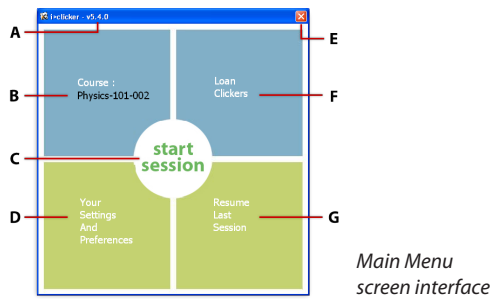 i>clicker - v5.4.0
A
E
Course :
Physics-101-002
B
Loan
Clickers
F
start
session
C
Your
Settings
And
Preferences
D
Resume
Last
Session
G
Main Menu
screen interface